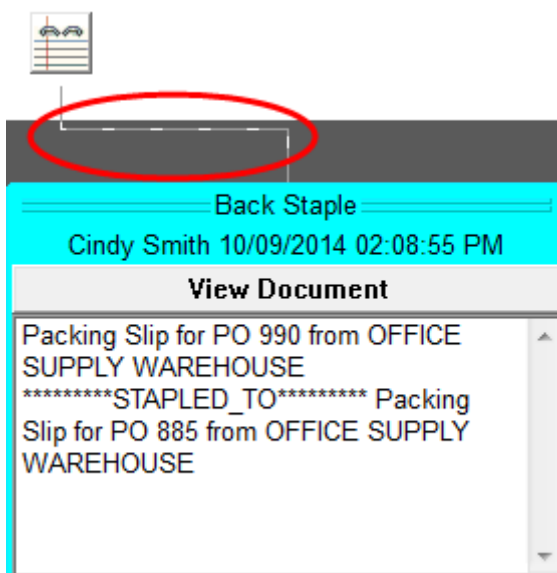 Back Staple
Cindy Smith 10/09/2014 02:08:55 PM
View Document
Packing Slip for PO 990 from OFFICE
SUPPLY WAREHOUSE
*********STAPLED_TO********* Packing
Slip for PO 885 from OFFICE SUPPLY
WAREHOUSE